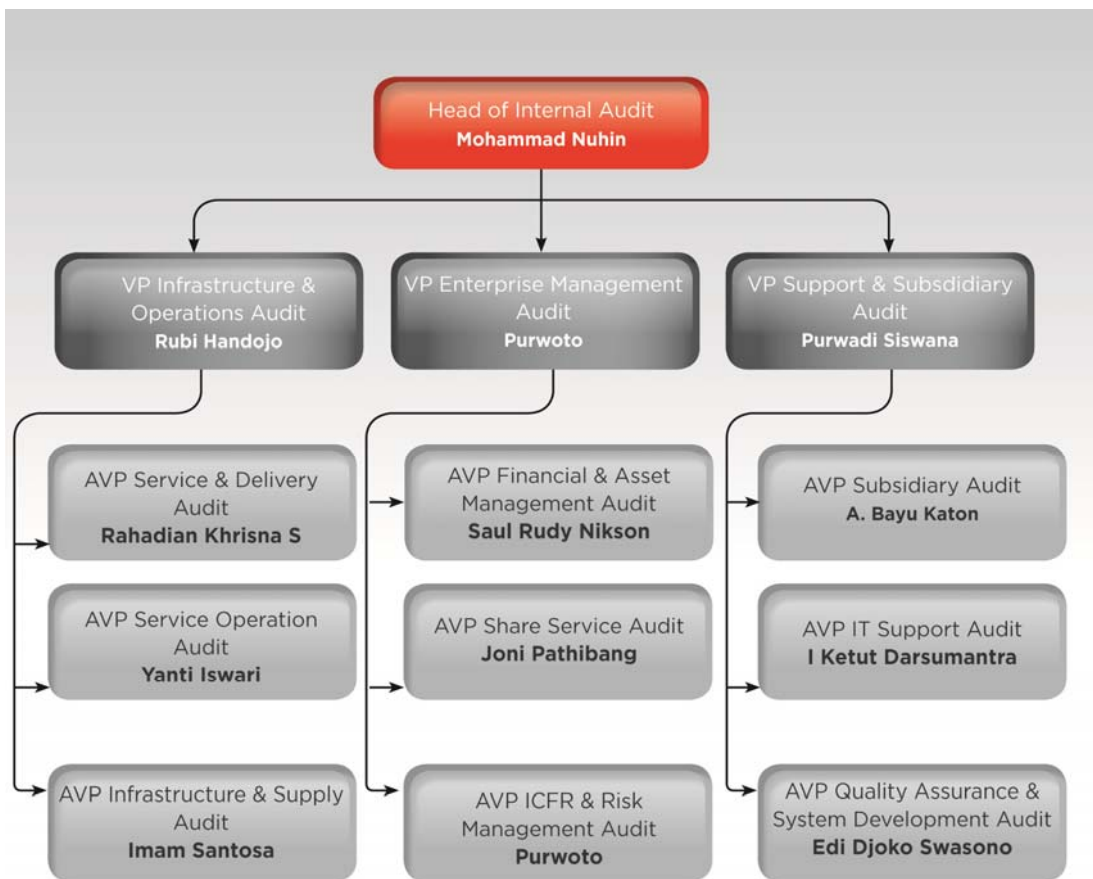 Head of Internal Audit
Mohammad Nuhin
VP Infrastructure &
Operations Audit
Rubi Handojo
VP Enterprise Management
Audit
Purwoto
VP Support & Subsdidiary
Audit
Purwadi Siswana
AVP Service & Delivery
Audit
Rahadian Khrisna S
AVP Financial & Asset
Management Audit
Saul Rudy Nikson
AVP Subsidiary Audit
A. Bayu Katon
AVP Service Operation
Audit
Yanti Iswari
AVP Share Service Audit
Joni Pathibang
AVP IT Support Audit
I Ketut Darsumantra
AVP Infrastructure & Supply
Audit
Imam Santosa
AVP ICFR & Risk
Management Audit
Purwoto
AVP Quality Assurance &
System Development Audit
Edi Djoko Swasono